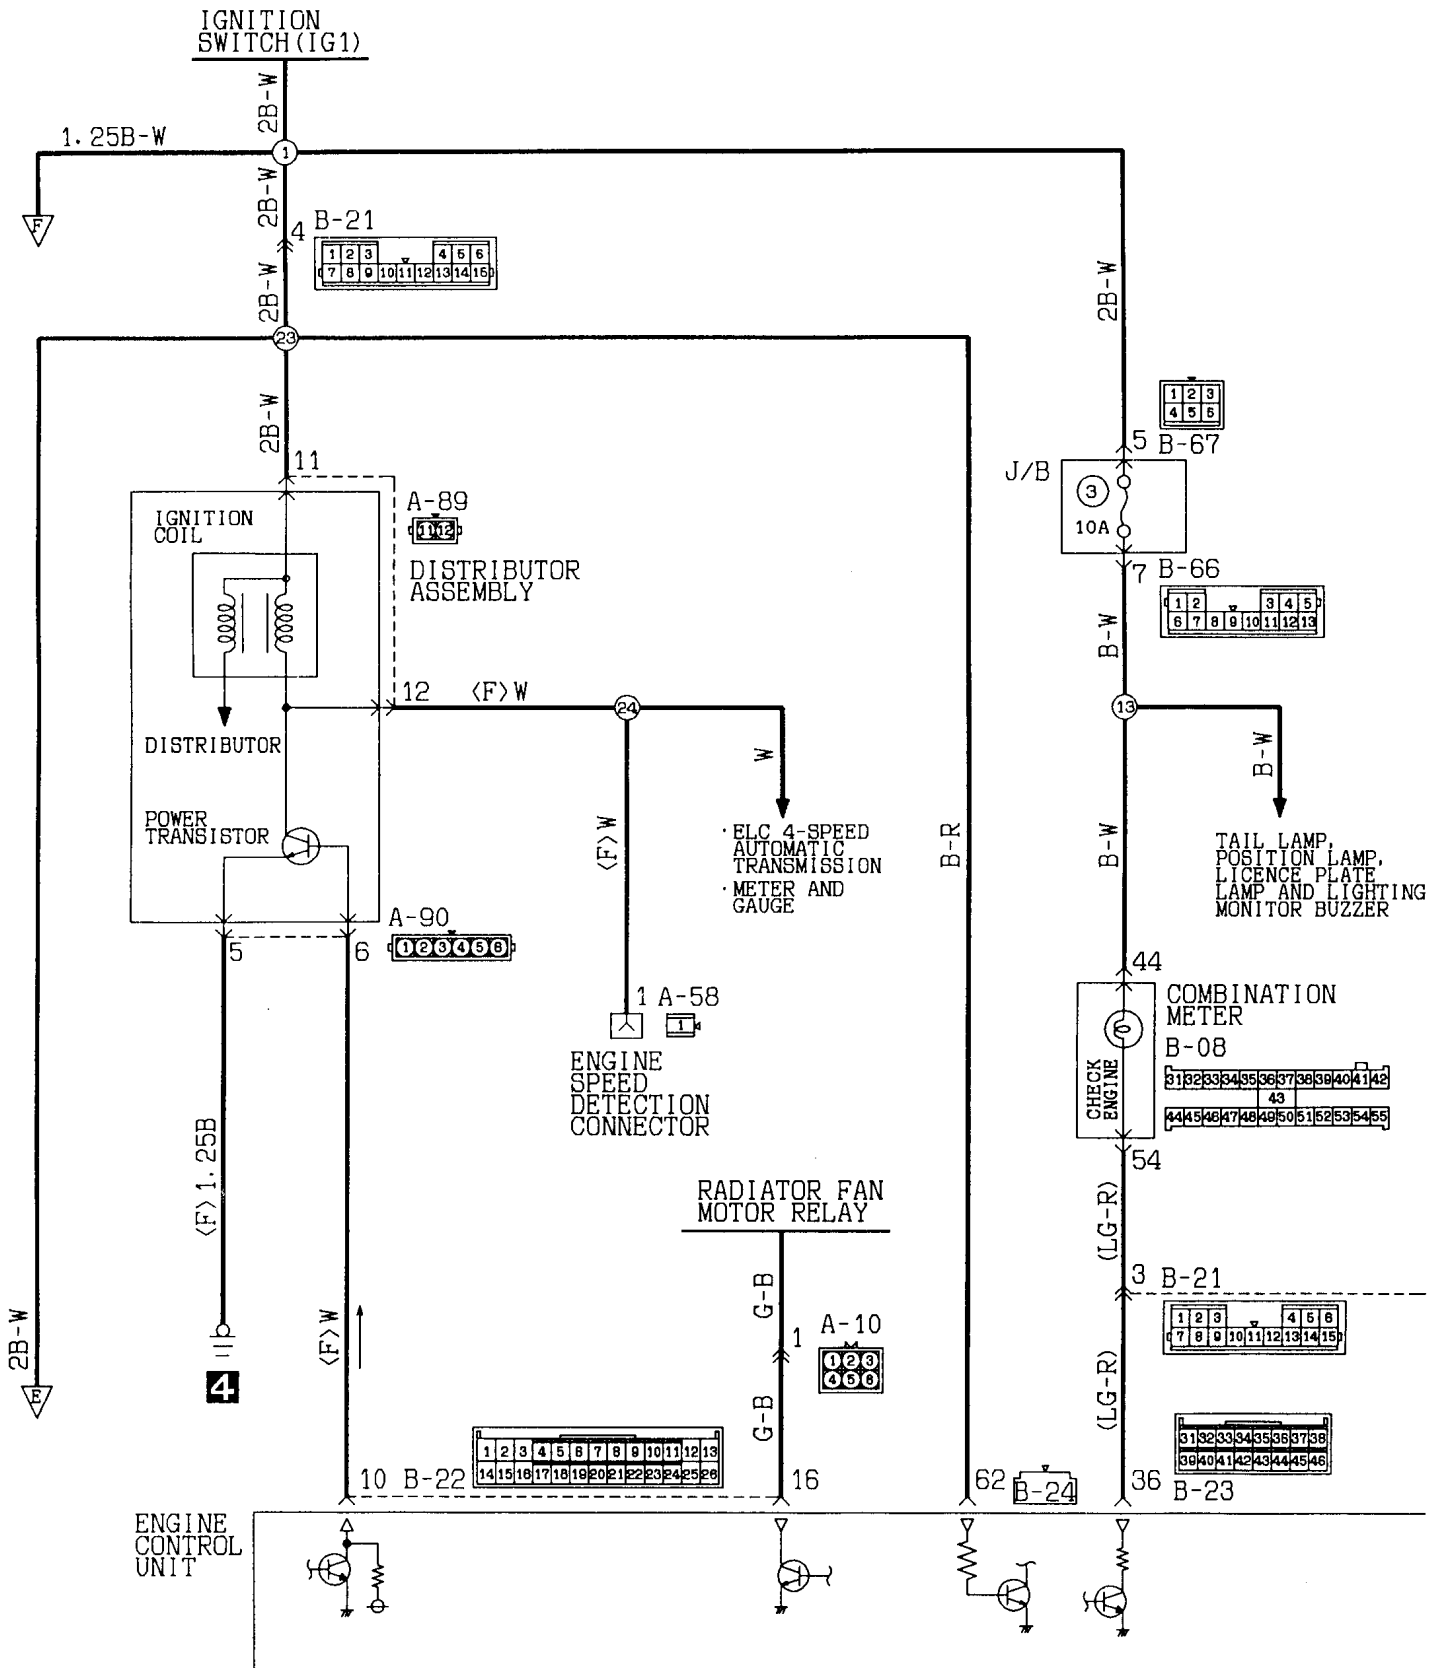 IGNITION
SWITCH(IG1)
2B-W
1.25B-W
1
F
2B-W
4
B-21
1 2 3 4 5 6
7 8 9 10 11 12 13 14 15
2B-W
2B-W
23
2B-W
11
1 2 3
4 5 6
5 B-67
J/B
3
10A
7 B-66
1 2 3 4 5
6 7 8 9 10 11 12 13
B-W
IGNITION
COIL
A-89
11 12
DISTRIBUTOR
ASSEMBLY
12
<F>W
24
13
W
B-W
DISTRIBUTOR
POWER
TRANSISTOR
<F>W
· ELC 4-SPEED
AUTOMATIC
TRANSMISSION
· METER AND
GAUGE
B-R
B-W
TAIL LAMP,
POSITION LAMP,
LICENCE PLATE
LAMP AND LIGHTING
MONITOR BUZZER
5
6
A-90
1 2 3 4 5 6
44
1 A-58
1
ENGINE
SPEED
DETECTION
CONNECTOR
COMBINATION
METER
B-08
CHECK
ENGINE
31 32 33 34 35 36 37 38 39 40 41 42
43
44 45 46 47 48 49 50 51 52 53 54 55
54
<F>1.25B
RADIATOR FAN
MOTOR RELAY
(LG-R)
3 B-21
1 2 3 4 5 6
7 8 9 10 11 12 13 14 15
2B-W
E
4
<F>W
G-B
1
A-10
1 2 3
4 5 6
G-B
(LG-R)
1 2 3 4 5 6 7 8 9 10 11 12 13
14 15 16 17 18 19 20 21 22 23 24 25 26
31 32 33 34 35 36 37 38
39 40 41 42 43 44 45 46
10 B-22
16
62
B-24
36 B-23
ENGINE
CONTROL
UNIT